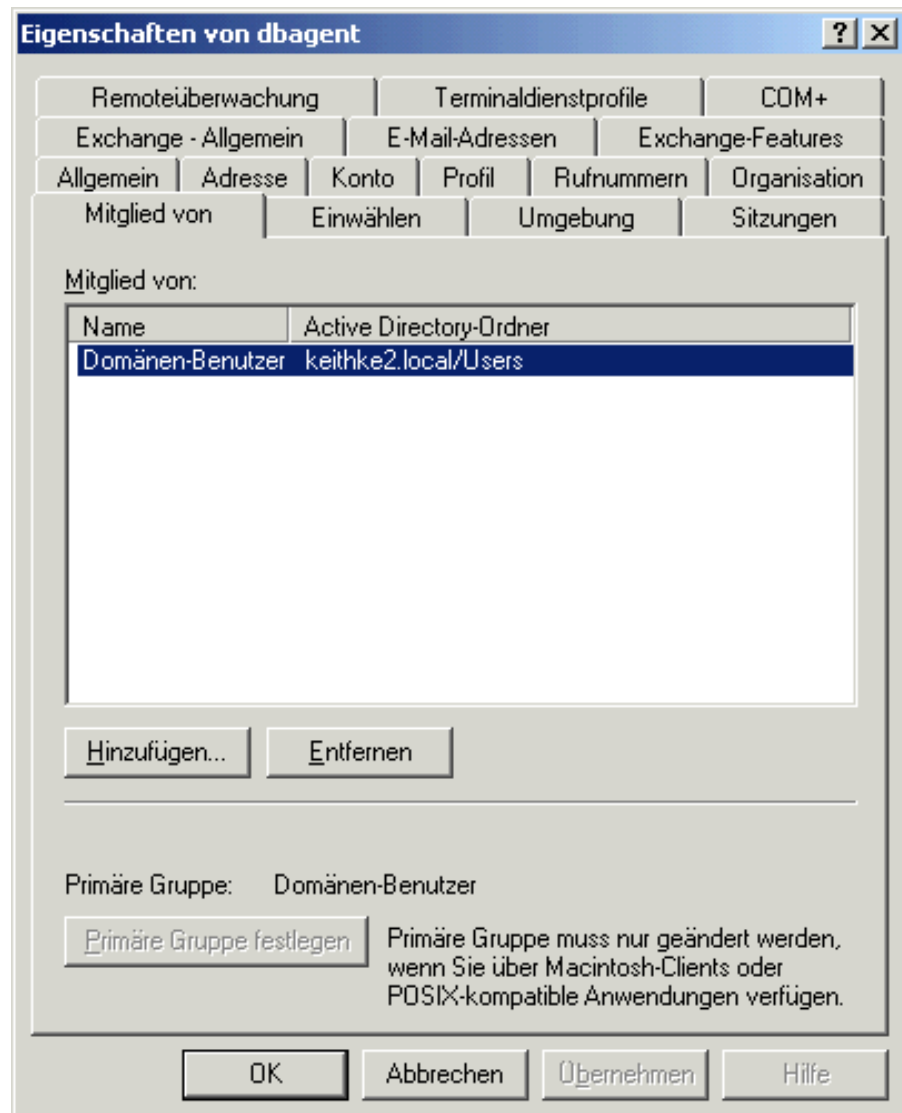 Eigenschaften von dbagent
?
Remoteüberwachung Terminaldienstprofile COM+
Exchange - Allgemein E-Mail-Adressen Exchange-Features
Allgemein Adresse Konto Profil Rufnummern Organisation
Mitglied von Einwählen Umgebung Sitzungen
Mitglied von:
Name Active Directory-Ordner
Domänen-Benutzer keithke2.local/Users
Hinzufügen... Entfernen
Primäre Gruppe: Domänen-Benutzer
Primäre Gruppe festlegen
Primäre Gruppe muss nur geändert werden,
wenn Sie über Macintosh-Clients oder
POSIX-kompatible Anwendungen verfügen.
OK Abbrechen Übernehmen Hilfe